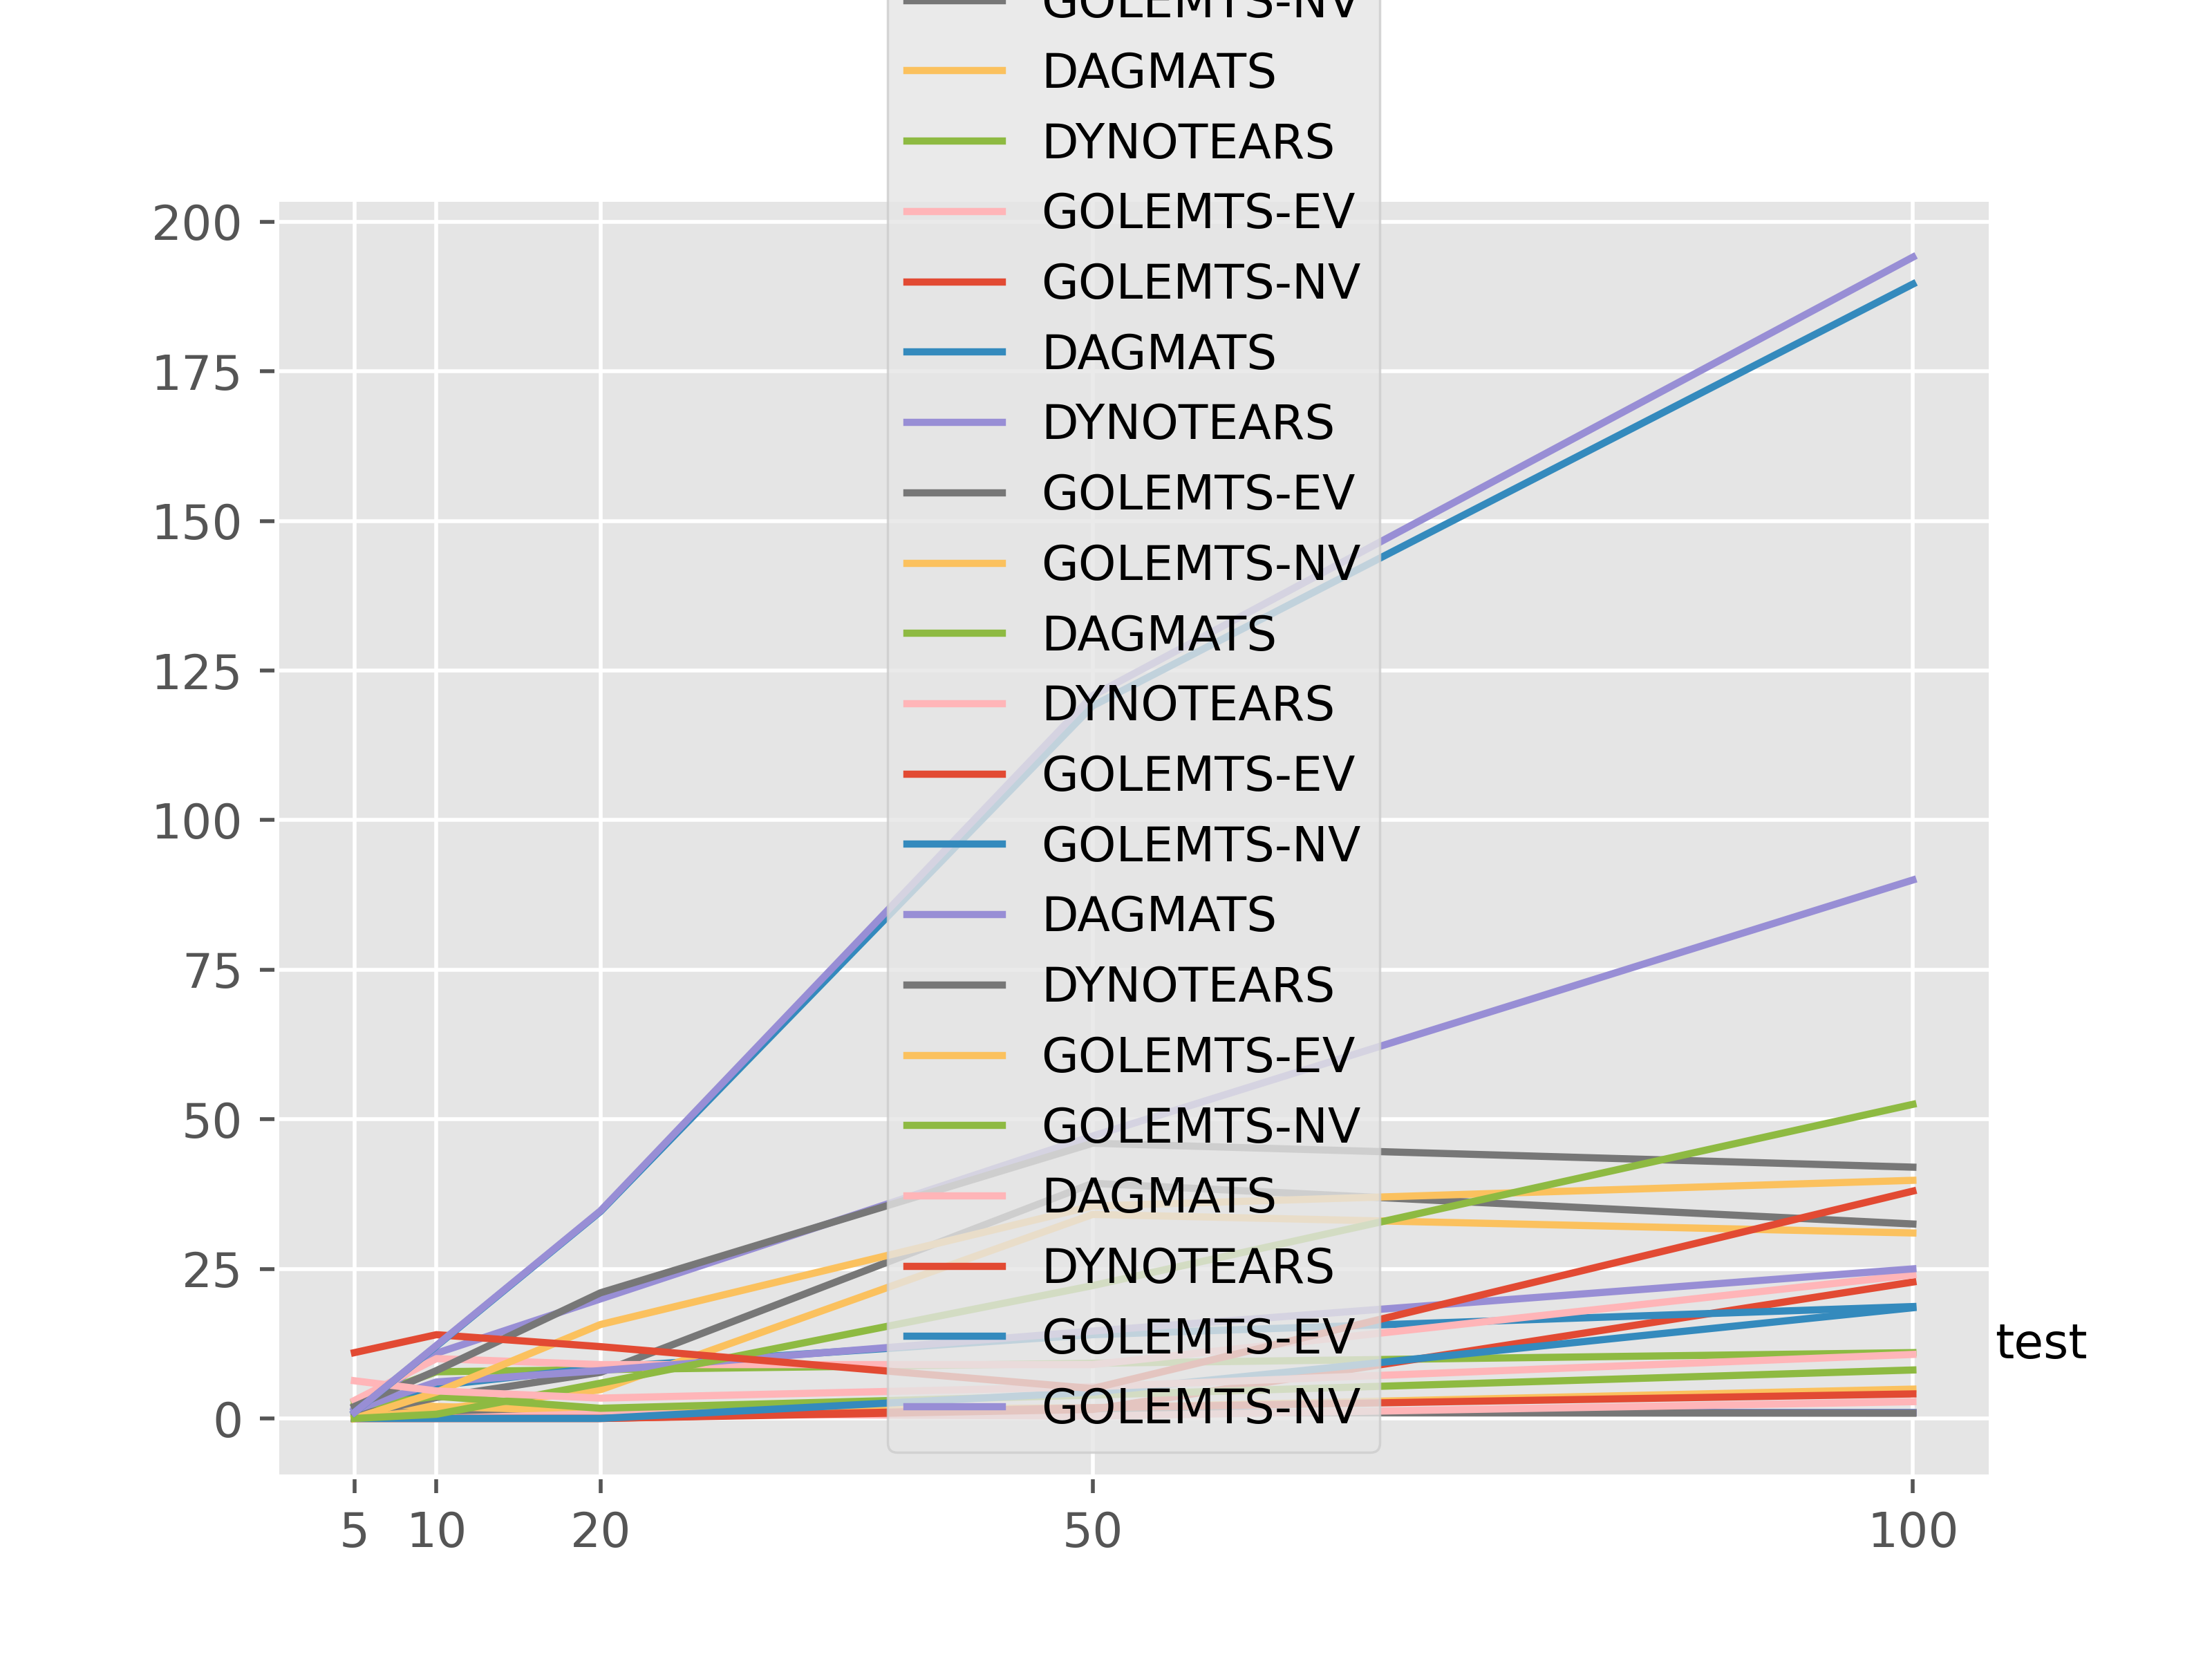 GOLEMTS-NV
DAGMATS
DYNOTEARS
GOLEMTS-EV
GOLEMTS-NV
DAGMATS
DYNOTEARS
GOLEMTS-EV
GOLEMTS-NV
DAGMATS
DYNOTEARS
GOLEMTS-EV
GOLEMTS-NV
DAGMATS
DYNOTEARS
GOLEMTS-EV
GOLEMTS-NV
DAGMATS
DYNOTEARS
GOLEMTS-EV
GOLEMTS-NV
200
175
150
125
100
75
50
25
0
test
5 10 20 50 100